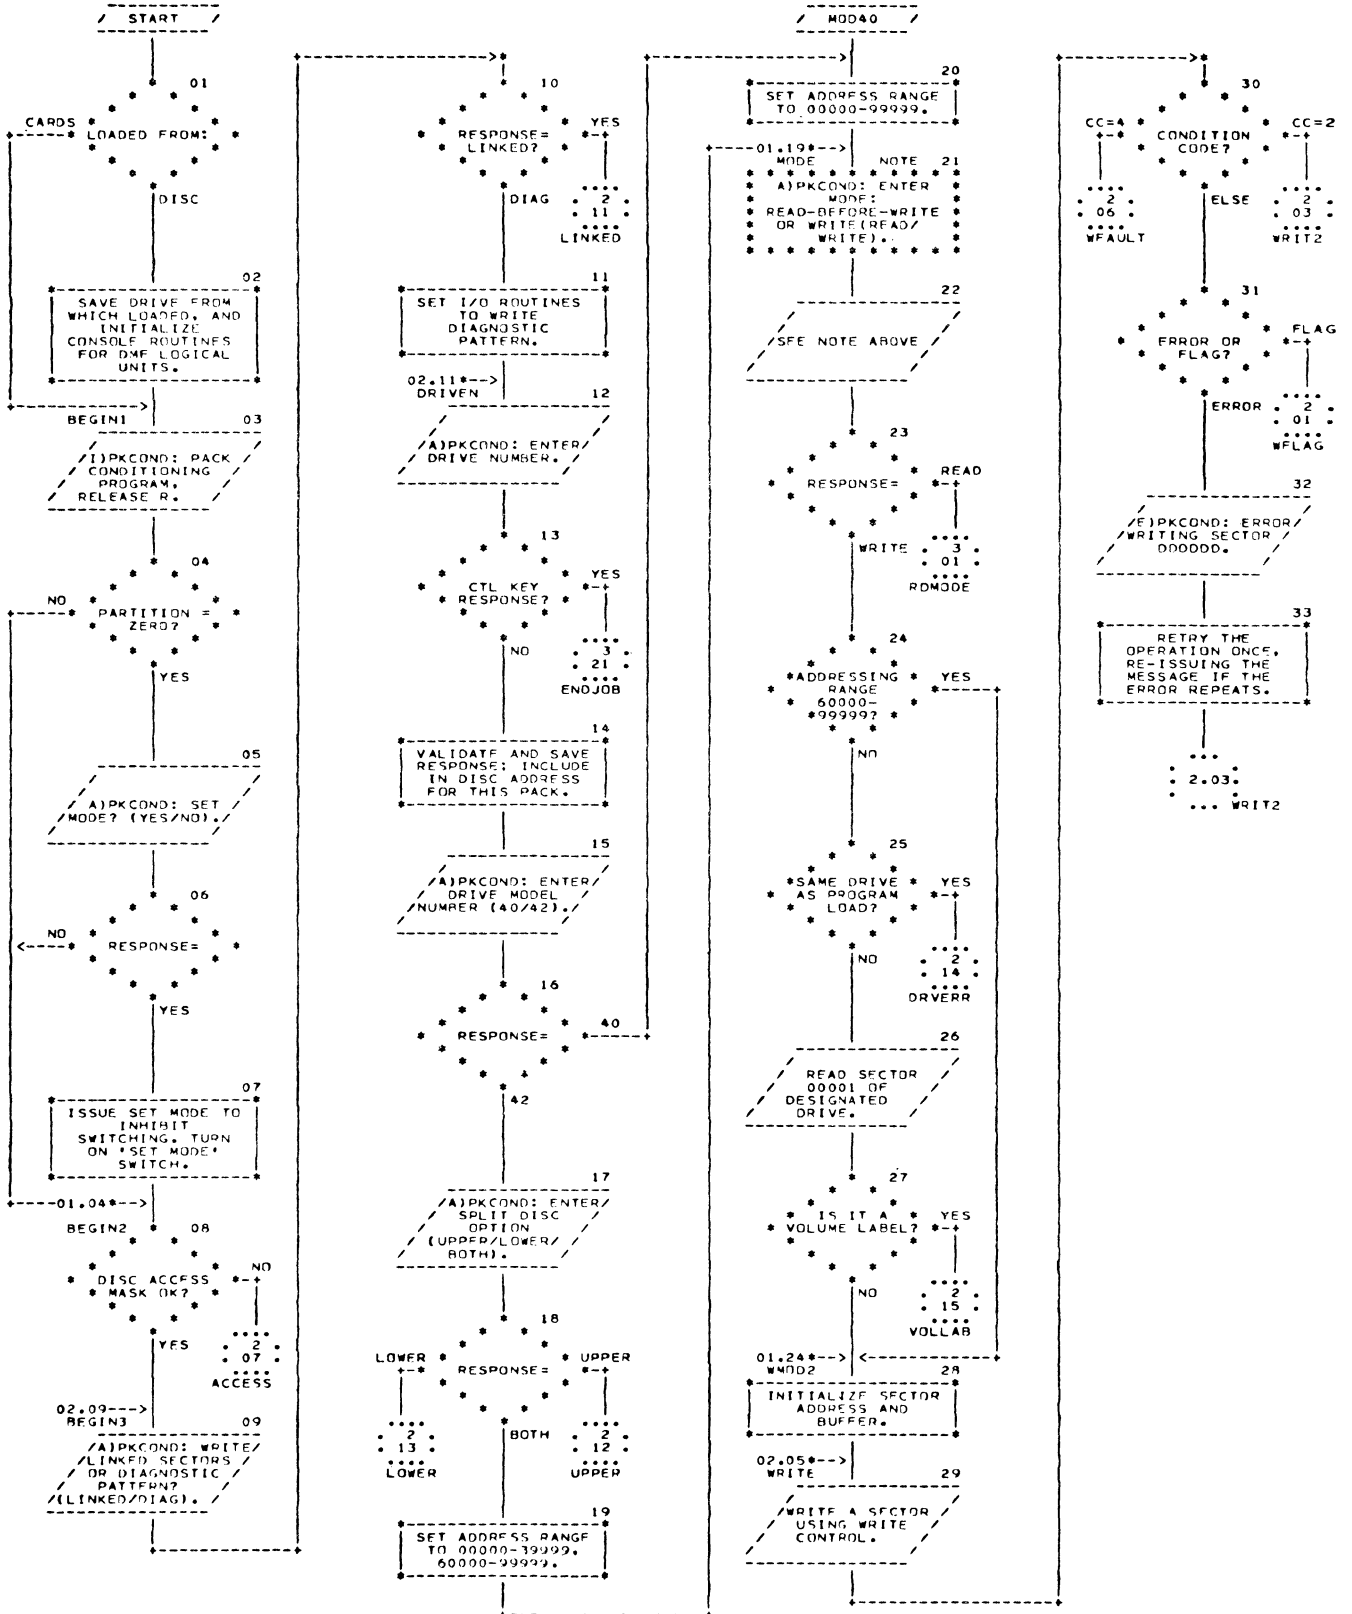 START
01
CARDS
LOADED FROM:
DISC
02
SAVE DRIVE FROM
WHICH LOADED, AND
INITIALIZE
CONSOLE ROUTINES
FOR DMF LOGICAL
UNITS.
BEGIN1
03
I)PKCOND: PACK
CONDITIONING
PROGRAM,
RELEASE R.
04
NO
PARTITION =
ZERO?
YES
05
A)PKCOND: SET
MODE? (YES/NO).
06
NO
RESPONSE=
YES
07
ISSUE SET MODE TO
INHIBIT
SWITCHING. TURN
ON 'SET MODE'
SWITCH.
01.04*--->
BEGIN2
08
DISC ACCESS
MASK OK?
NO
YES
2
07
ACCESS
02.09--->
BEGIN3
09
A)PKCOND: WRITE
LINKED SECTORS
OR DIAGNOSTIC
PATTERN?
(LINKED/DIAG).
10
RESPONSE=
LINKED?
YES
DIAG
2
11
LINKED
11
SET I/O ROUTINES
TO WRITE
DIAGNOSTIC
PATTERN.
02.11*-->
DRIVEN
12
A)PKCOND: ENTER
DRIVE NUMBER.
13
CTL KEY
RESPONSE?
YES
NO
3
21
ENDJOB
14
VALIDATE AND SAVE
RESPONSE; INCLUDE
IN DISC ADDRESS
FOR THIS PACK.
15
A)PKCOND: ENTER
DRIVE MODEL
NUMBER (40/42).
16
RESPONSE=
40
42
17
A)PKCOND: ENTER
SPLIT DISC
OPTION
(UPPER/LOWER/
BOTH).
18
LOWER
RESPONSE=
UPPER
BOTH
2
13
LOWER
2
12
UPPER
19
SET ADDRESS RANGE
TO 00000-39999,
60000-99999.
MOD40
20
SET ADDRESS RANGE
TO 00000-99999.
01.19*-->
MODE
NOTE
21
A)PKCOND: ENTER
MODE:
READ-BEFORE-WRITE
OR WRITE(READ/
WRITE).
22
SEE NOTE ABOVE
23
RESPONSE=
READ
WRITE
3
01
RDMODE
24
ADDRESSING
RANGE
60000-
99999?
YES
NO
25
SAME DRIVE
AS PROGRAM
LOAD?
YES
NO
2
14
DRVERR
26
READ SECTOR
00001 OF
DESIGNATED
DRIVE.
27
IS IT A
VOLUME LABEL?
YES
NO
2
15
VOLLAB
01.24*-->
WMOD2
28
INITIALIZE SECTOR
ADDRESS AND
BUFFER.
02.05*-->
WRITE
29
WRITE A SECTOR
USING WRITE
CONTROL.
30
CC=4
CONDITION
CODE?
CC=2
ELSE
2
06
WFAULT
2
03
WRIT2
31
ERROR OR
FLAG?
FLAG
ERROR
2
01
WFLAG
32
E)PKCOND: ERROR
WRITING SECTOR
DDDDDD.
33
RETRY THE
OPERATION ONCE,
RE-ISSUING THE
MESSAGE IF THE
ERROR REPEATS.
2.03
WRIT2